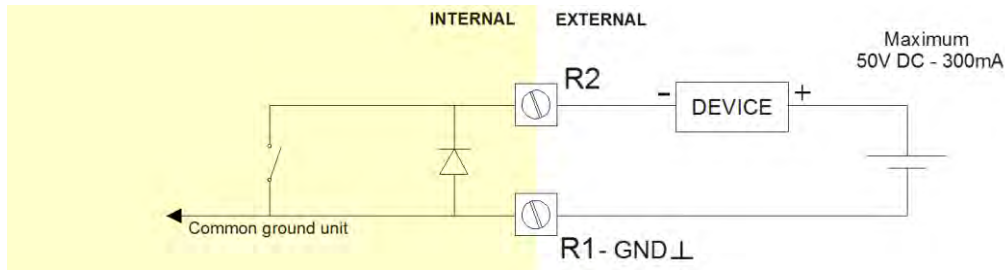 INTERNAL EXTERNAL
Maximum
50V DC - 300mA
R2
- DEVICE +
Common ground unit
R1 - GND ⊥